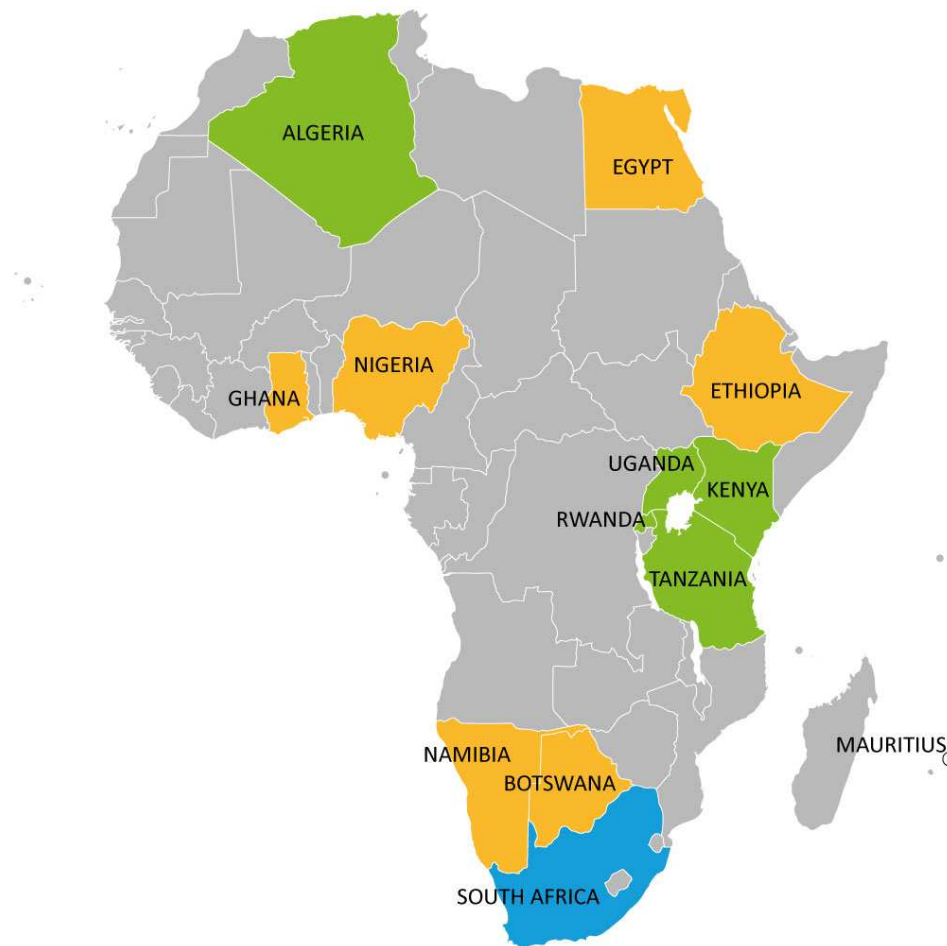 ALGERIA
EGYPT
NIGERIA
GHANA
ETHIOPIA
UGANDA
KENYA
RWANDA
TANZANIA
MAURITIUS
NAMIBIA
BOTSWANA
SOUTH AFRICA